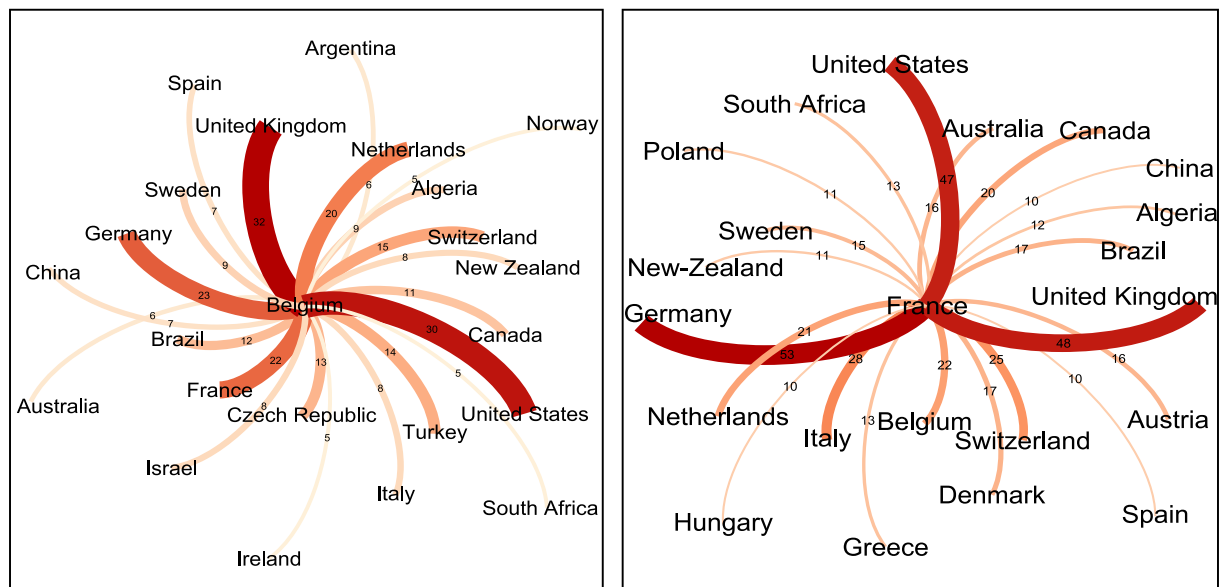 Argentina
Spain
Norway
United Kingdom
Netherlands
5
6
Sweden
Algeria
7
20
32
Germany
9
Switzerland
15
8
New Zealand
China
9
23
11
Belgium
6
7
Brazil
12
30
Canada
14
22
13
5
France
8
8
Australia
Czech Republic
United States
5
Turkey
Israel
Italy
South Africa
Ireland
United States
South Africa
Australia
Canada
Poland
China
47
13
20
11
10
16
Algeria
12
Sweden
15
17
Brazil
New-Zealand
11
France
United Kingdom
Germany
21
48
53
28
25
16
22
10
10
17
Netherlands
13
Belgium
Austria
Italy
Switzerland
Denmark
Spain
Hungary
Greece